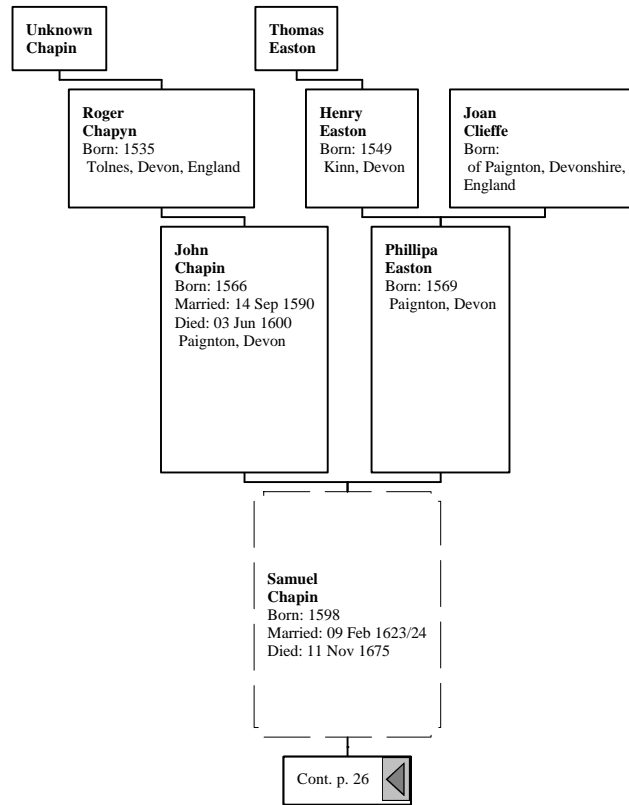 Unknown
Chapin
Thomas
Easton
Roger
Chapyn
Born: 1535
Tolnes, Devon, England
Henry
Easton
Born: 1549
Kinn, Devon
Joan
Clieffe
Born:
of Paignton, Devonshire,
England
John
Chapin
Born: 1566
Married: 14 Sep 1590
Died: 03 Jun 1600
Paignton, Devon
Phillipa
Easton
Born: 1569
Paignton, Devon
Samuel
Chapin
Born: 1598
Married: 09 Feb 1623/24
Died: 11 Nov 1675
Cont. p. 26